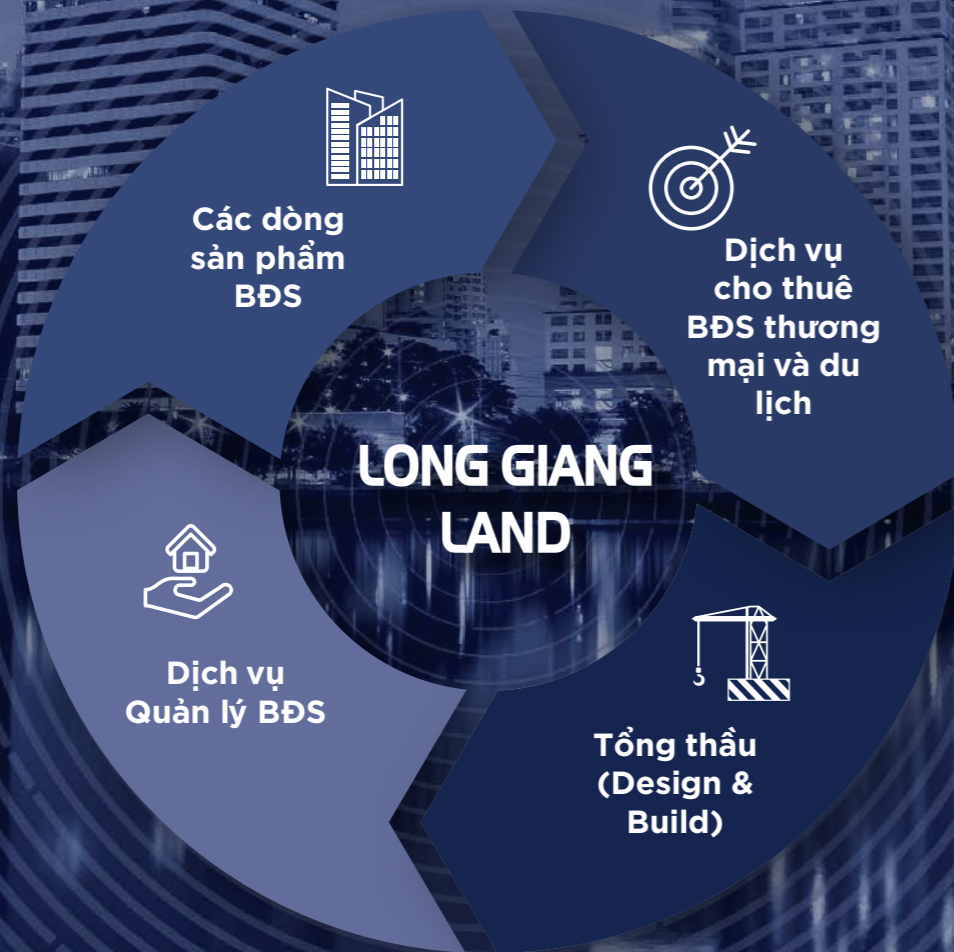 Các dòng
sản phẩm
BĐS
Dịch vụ
cho thuê
BĐS thương
mại và du
lịch
LONG GIANG
LAND
Dịch vụ
Quản lý BĐS
Tổng thầu
(Design &
Build)